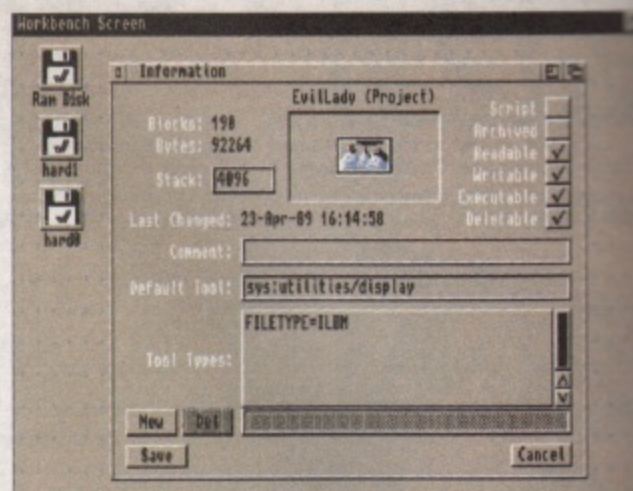 Workbench Screen
Ram Disk
hard1
hard0
Information
EvilLady (Project)
Blocks: 190
Bytes: 92264
Stack: 4096
Script
Archived
Readable
Writable
Executable
Deletable
Last Changed: 23-Apr-89 16:14:58
Comment:
Default Tool: sys:utilities/display
Tool Types:
FILETYPE=ILBM
New
Del
Save
Cancel